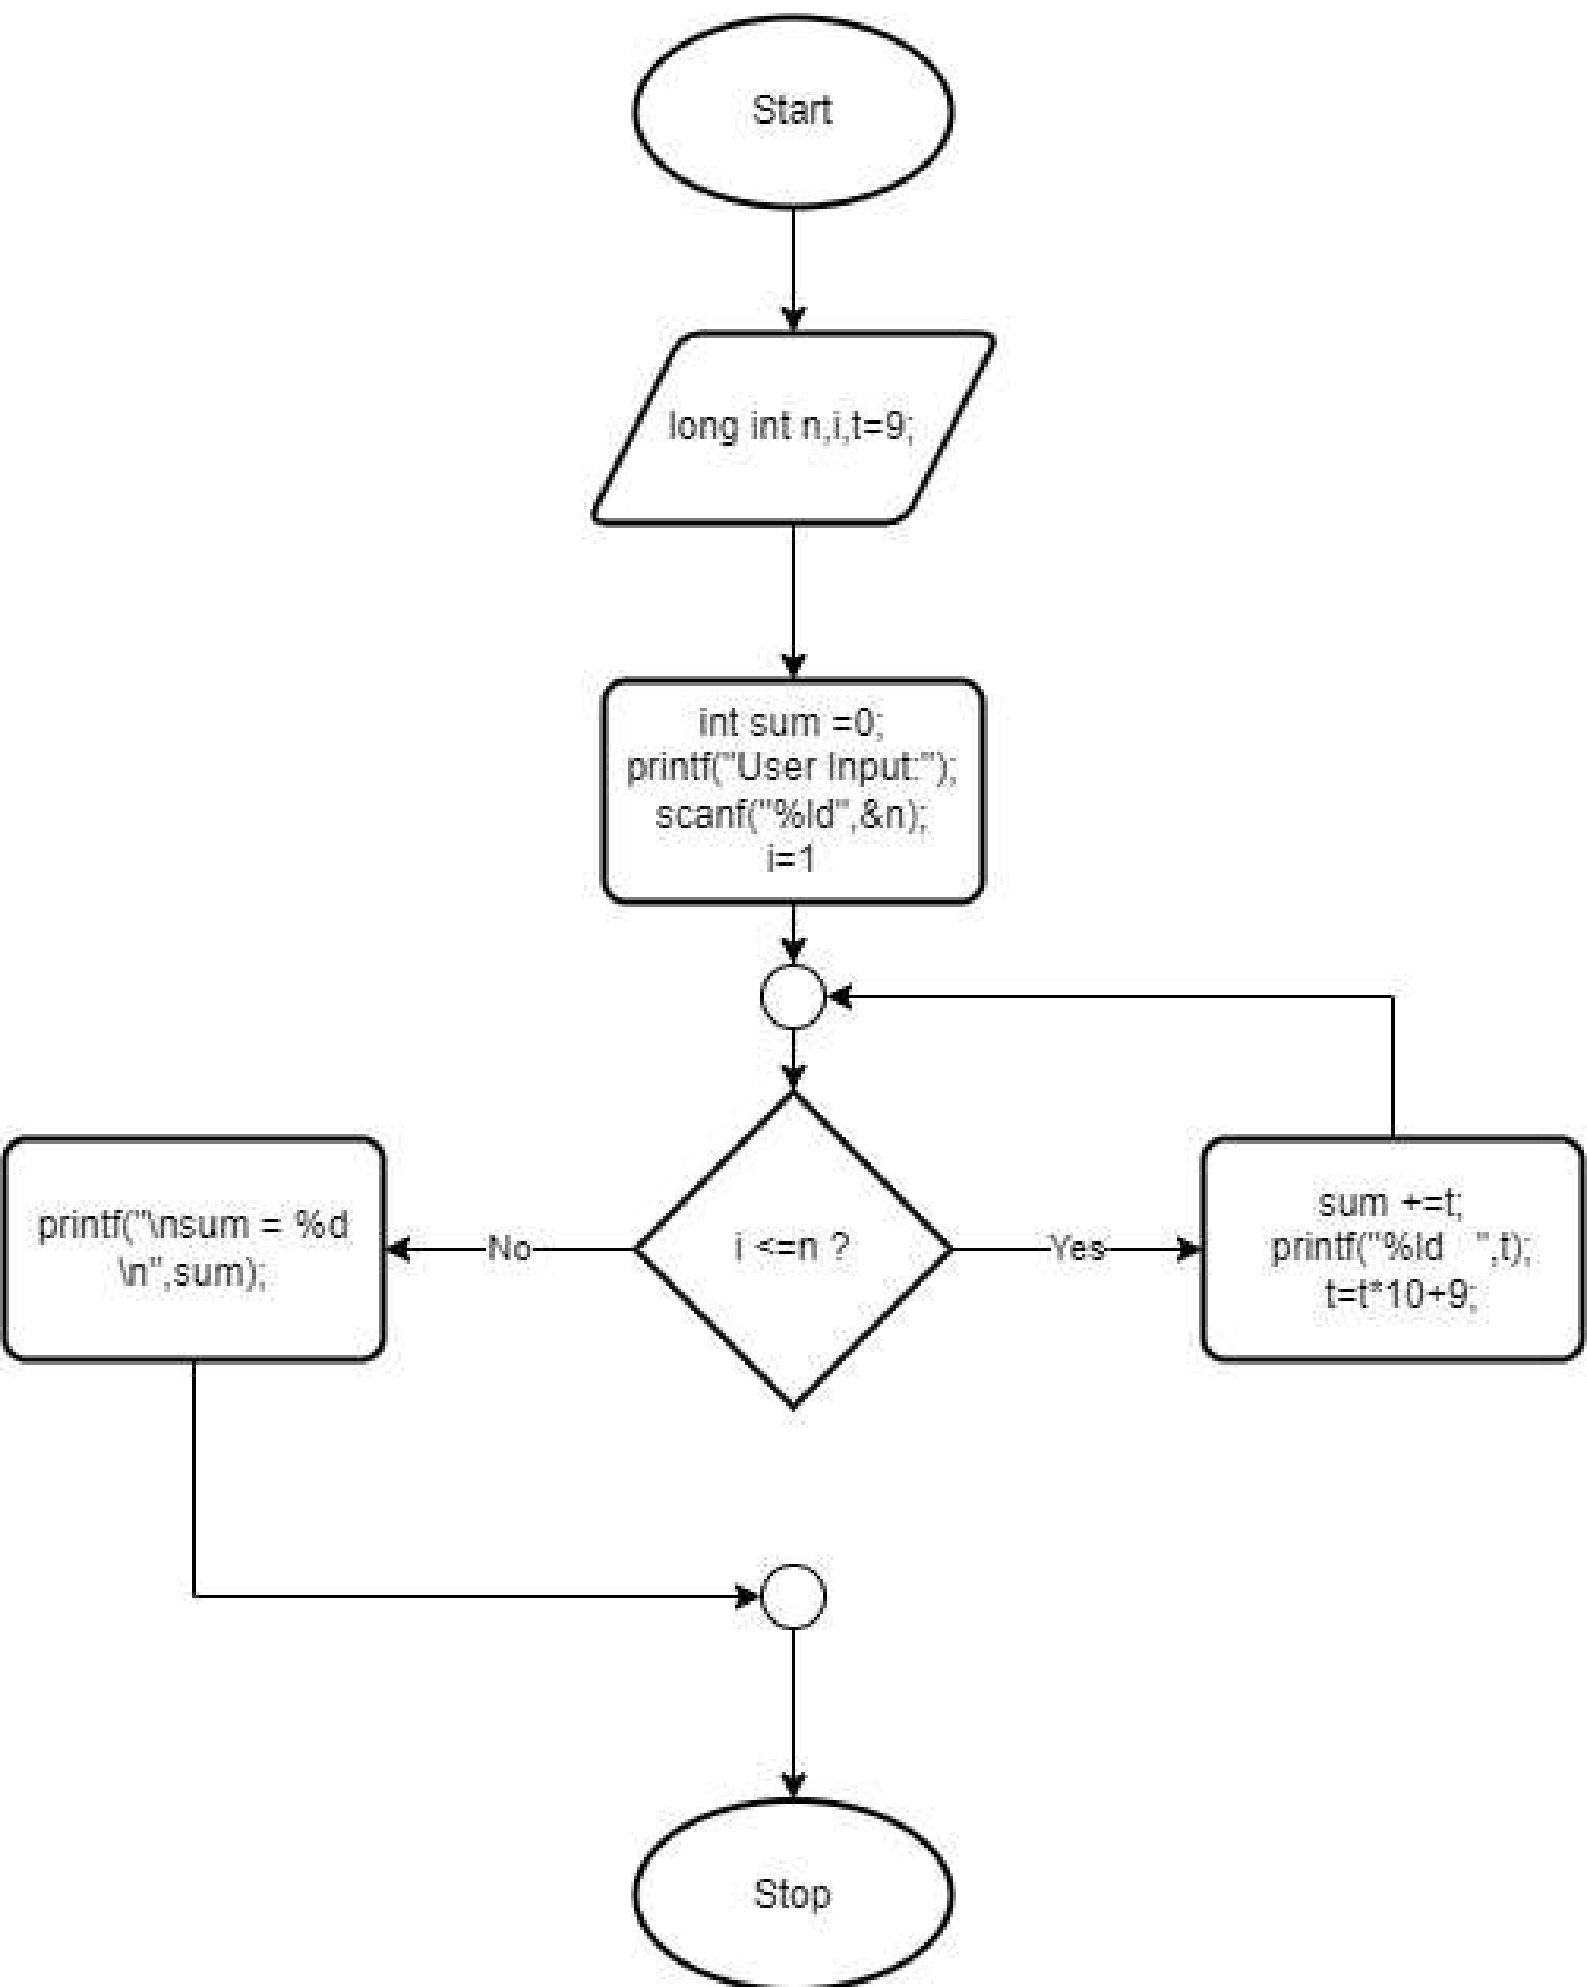 Start
long int n,i,t=9;
int sum =0;
printf("User Input:");
scanf("%ld",&n);
i=1
i <=n ?
No
Yes
printf("\nsum = %d
\n",sum);
sum +=t;
printf("%ld   ",t);
t=t*10+9;
Stop